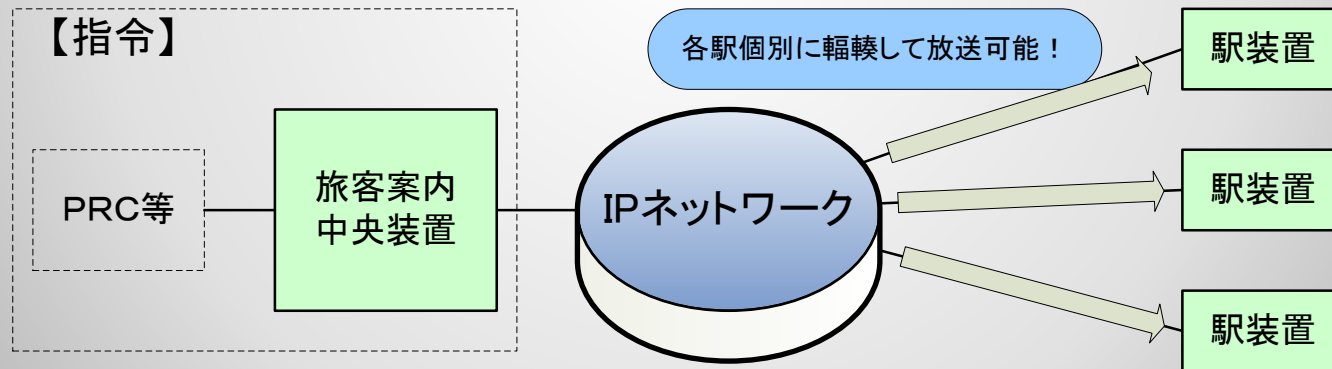 【指令】
各駅個別に輻輳して放送可能！
駅装置
PRC等
旅客案内
中央装置
IPネットワーク
駅装置
駅装置